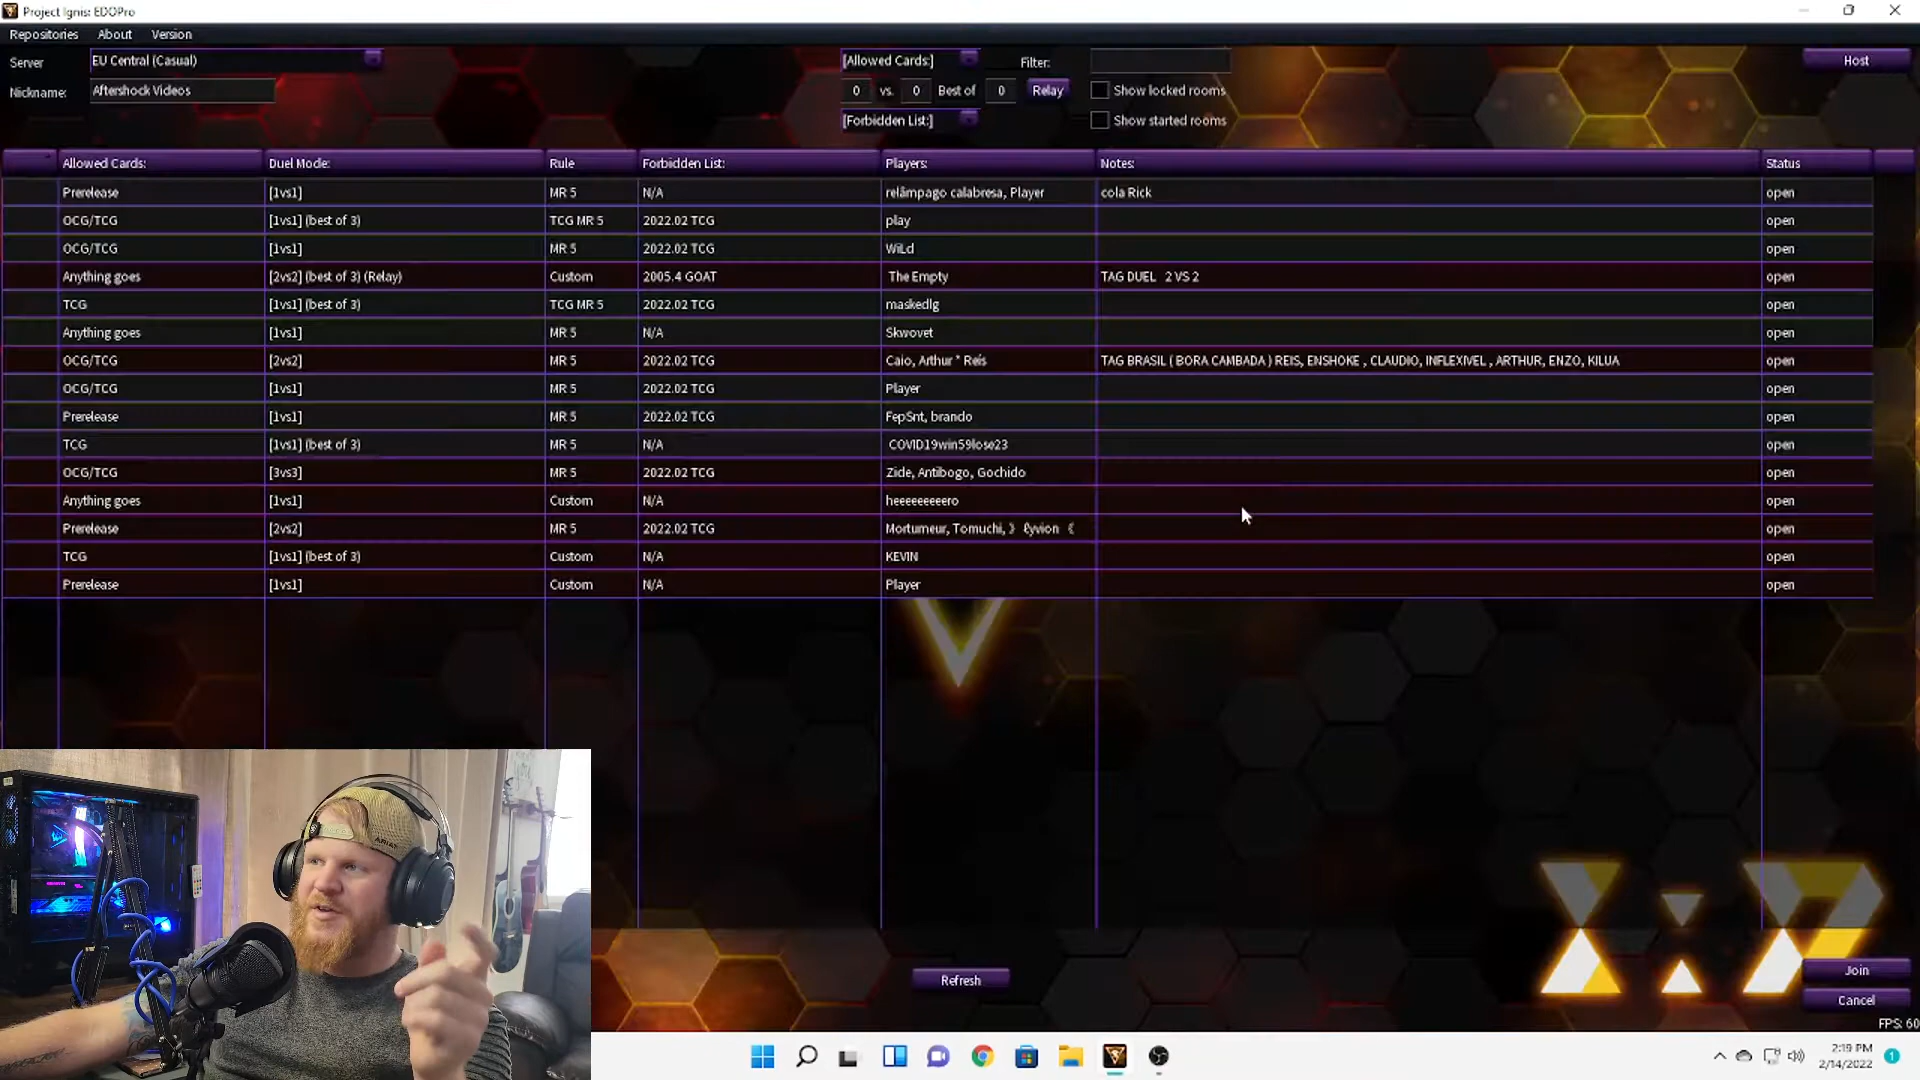 Project Ignis: EDOPro
Repositories About Version
Server EU Central (Casual) [Allowed Cards:] Filter: Host
Nickname: Aftershock Videos 0 vs. 0 Best of 0 Relay Show locked rooms
[Forbidden List:] Show started rooms
Allowed Cards: Duel Mode: Rule Forbidden List: Players: Notes: Status
Prerelease [1vs1] MR 5 N/A relâmpago calabresa, Player cola Rick open
OCG/TCG [1vs1] (best of 3) TCG MR 5 2022.02 TCG play open
OCG/TCG [1vs1] MR 5 2022.02 TCG WiLd open
Anything goes [2vs2] (best of 3) (Relay) Custom 2005.4 GOAT The Empty TAG DUEL 2 VS 2 open
TCG [1vs1] (best of 3) TCG MR 5 2022.02 TCG maskedlg open
Anything goes [1vs1] MR 5 N/A Skwovet open
OCG/TCG [2vs2] MR 5 2022.02 TCG Caio, Arthur * Reis TAG BRASIL ( BORA CAMBADA ) REIS, ENSHOKE , CLAUDIO, INFLEXIVEL , ARTHUR, ENZO, KILUA open
OCG/TCG [1vs1] MR 5 2022.02 TCG Player open
Prerelease [1vs1] MR 5 2022.02 TCG FepSnt, brando open
TCG [1vs1] (best of 3) MR 5 N/A COVID19win59lose23 open
OCG/TCG [3vs3] MR 5 2022.02 TCG Zide, Antibogo, Gochido open
Anything goes [1vs1] Custom N/A heeeeeeeeero open
Prerelease [2vs2] MR 5 2022.02 TCG Mortumeur, Tomuchi, 》 ℓyvion 《 open
TCG [1vs1] (best of 3) Custom N/A KEVIN open
Prerelease [1vs1] Custom N/A Player open
ARIAT
Refresh
Join
Cancel
FPS: 60
2:19 PM
2/14/2022
1